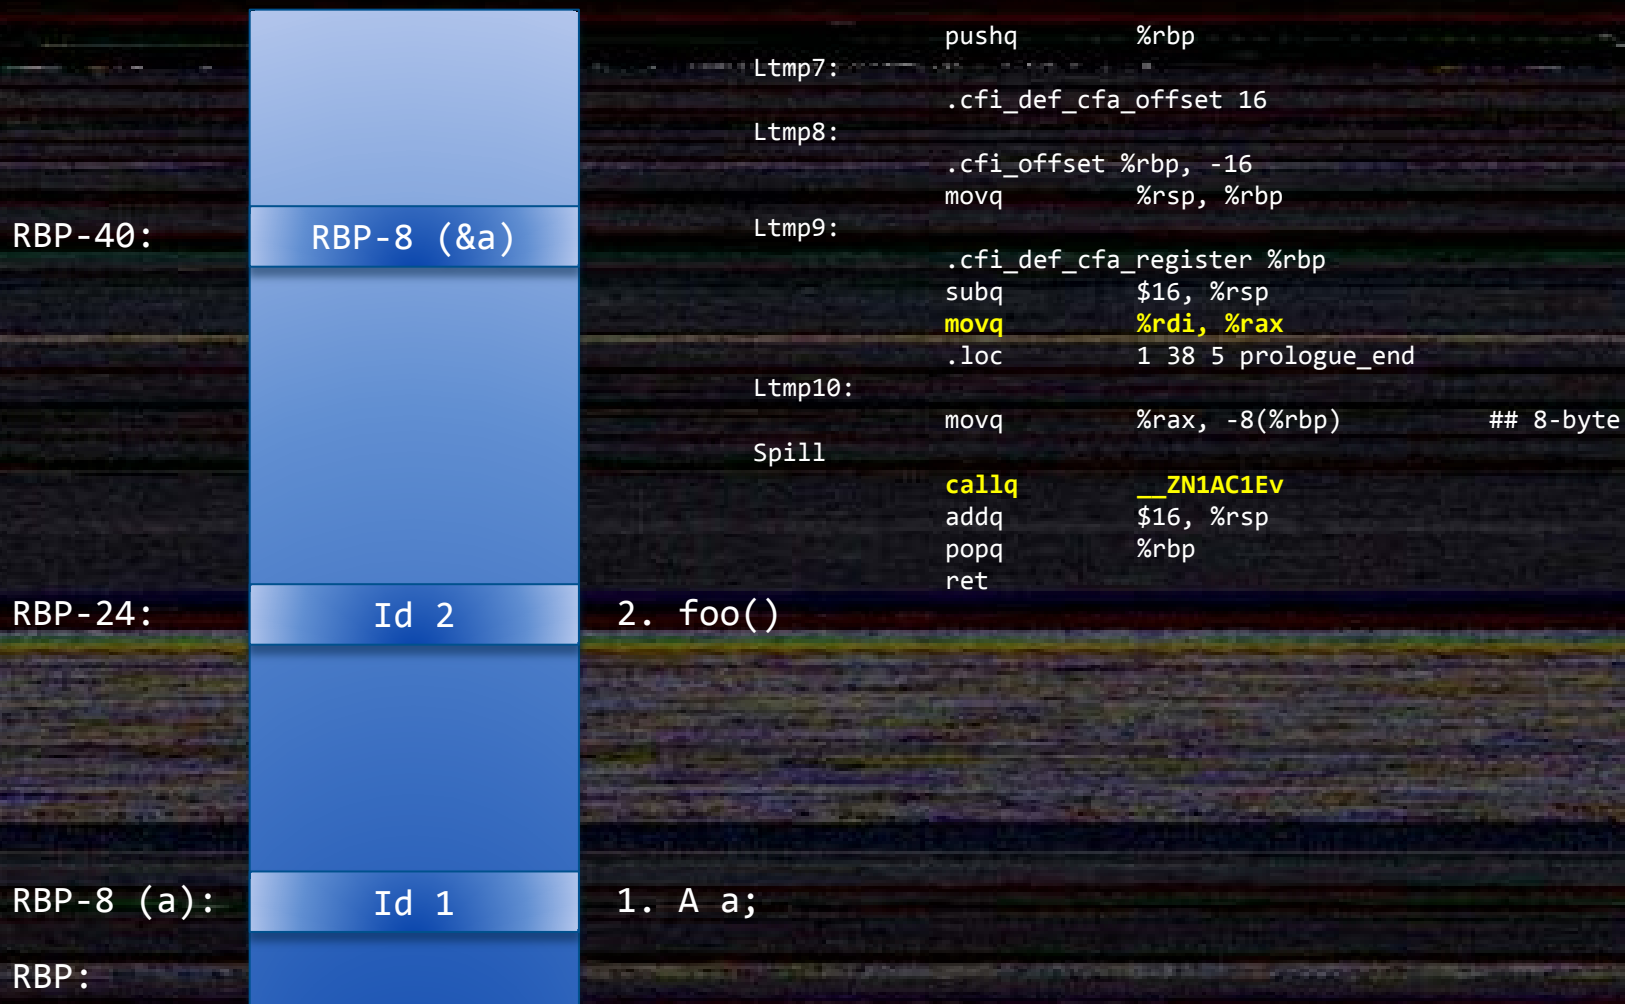 pushq %rbp
Ltmp7:
.cfi_def_cfa_offset 16
Ltmp8:
.cfi_offset %rbp, -16
movq %rsp, %rbp
Ltmp9:
.cfi_def_cfa_register %rbp
subq $16, %rsp
movq %rdi, %rax
.loc 1 38 5 prologue_end
Ltmp10:
movq %rax, -8(%rbp) ## 8-byte
Spill
callq __ZN1AC1Ev
addq $16, %rsp
popq %rbp
ret
RBP-40: RBP-8 (&a)
RBP-24: Id 2 2. foo()
RBP-8 (a): Id 1 1. A a;
RBP: